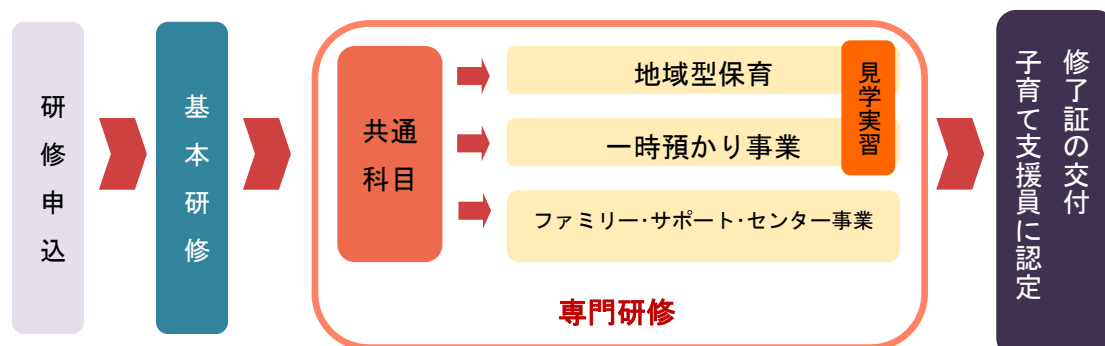 研修申込
基本研修
共通
科目
地域型保育
一時預かり事業
ファミリー・サポート・センター事業
見学実習
専門研修
修了証の交付
子育て支援員に認定